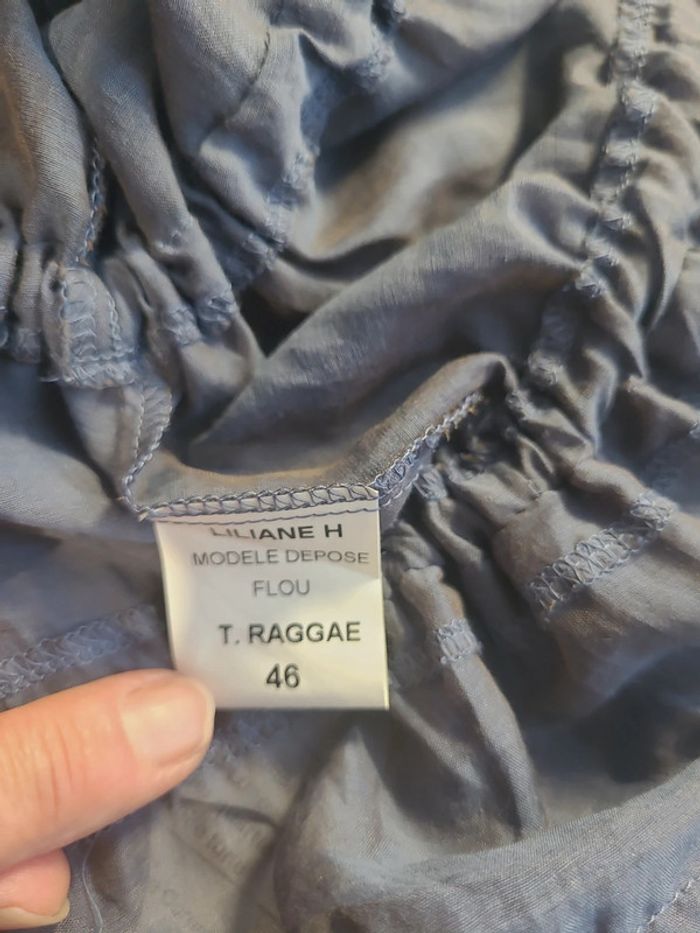 LILIANE H
MODELE DEPOSE
FLOU
T. RAGGAE
46